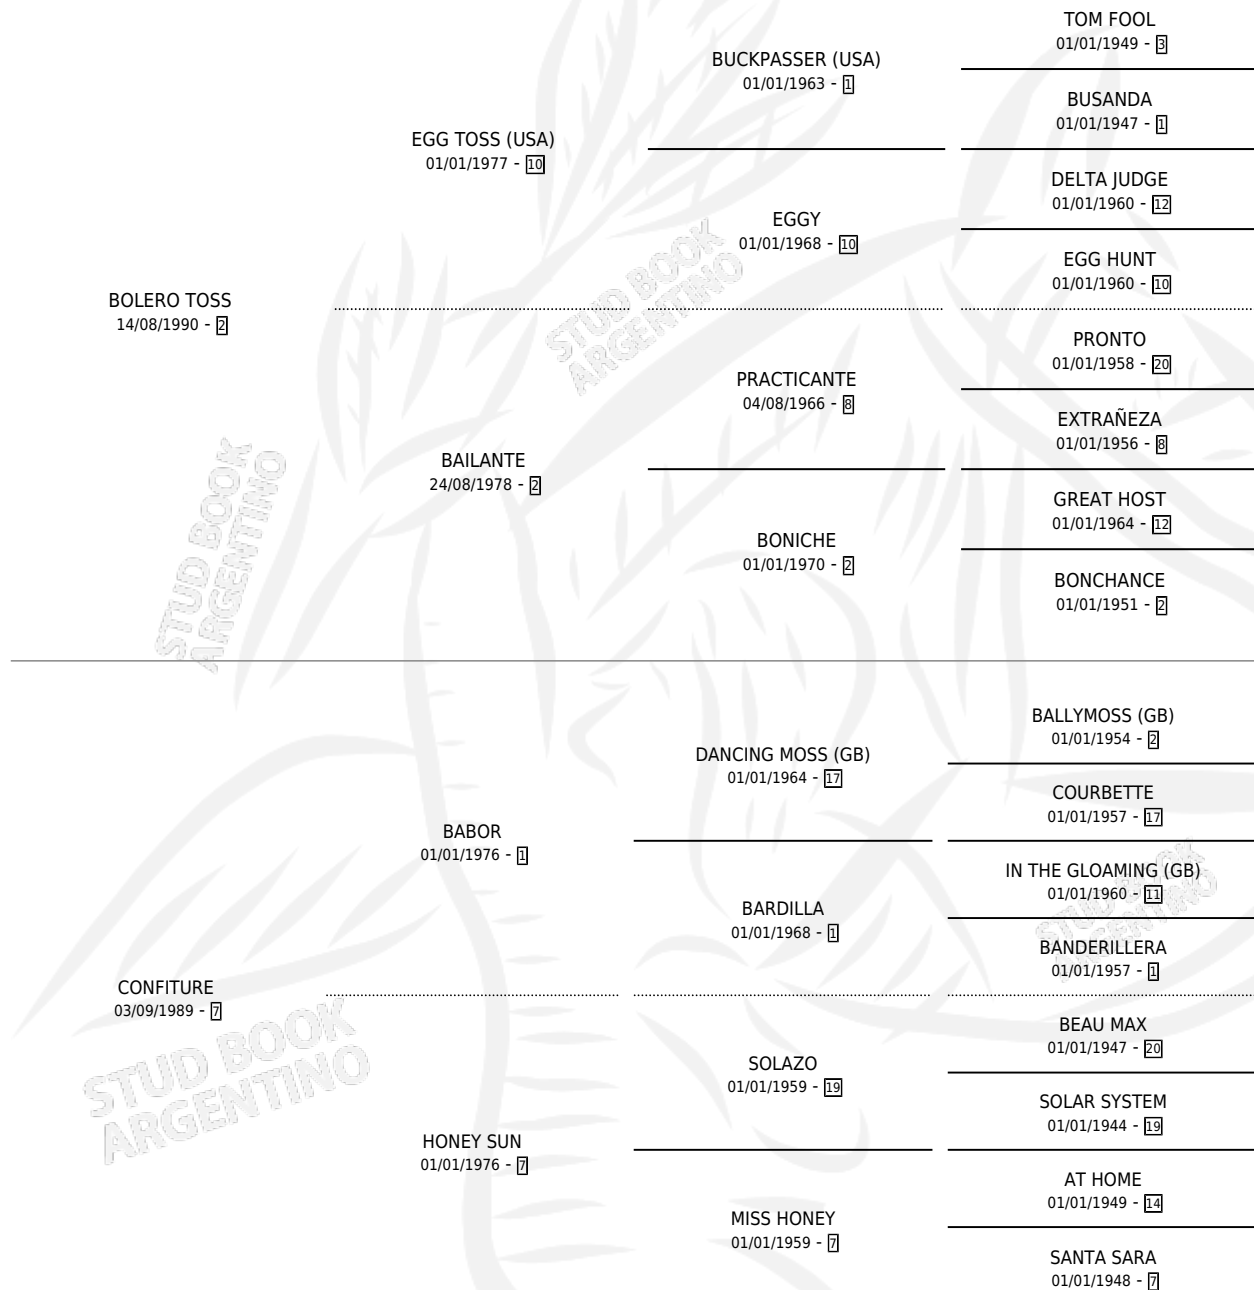 TOM FOOL
01/01/1949 - 3
BUCKPASSER (USA)
01/01/1963 - 1
BUSANDA
01/01/1947 - 1
EGG TOSS (USA)
01/01/1977 - 10
DELTA JUDGE
01/01/1960 - 12
EGGY
01/01/1968 - 10
EGG HUNT
01/01/1960 - 10
BOLERO TOSS
14/08/1990 - 2
PRONTO
01/01/1958 - 20
PRACTICANTE
04/08/1966 - 8
EXTRAÑEZA
01/01/1956 - 8
BAILANTE
24/08/1978 - 2
GREAT HOST
01/01/1964 - 12
BONICHE
01/01/1970 - 2
BONCHANCE
01/01/1951 - 2
BALLYMOSS (GB)
01/01/1954 - 2
DANCING MOSS (GB)
01/01/1964 - 17
COURBETTE
01/01/1957 - 17
BABOR
01/01/1976 - 1
IN THE GLOAMING (GB)
01/01/1960 - 11
BARDILLA
01/01/1968 - 1
BANDERILLERA
01/01/1957 - 1
CONFITURE
03/09/1989 - 7
BEAU MAX
01/01/1947 - 20
SOLAZO
01/01/1959 - 19
SOLAR SYSTEM
01/01/1944 - 19
HONEY SUN
01/01/1976 - 7
AT HOME
01/01/1949 - 14
MISS HONEY
01/01/1959 - 7
SANTA SARA
01/01/1948 - 7
STUD BOOK
ARGENTINO
STUD BOOK
ARGENTINO
STUD BOOK
ARGENTINO
STUD BOOK
ARGENTINO